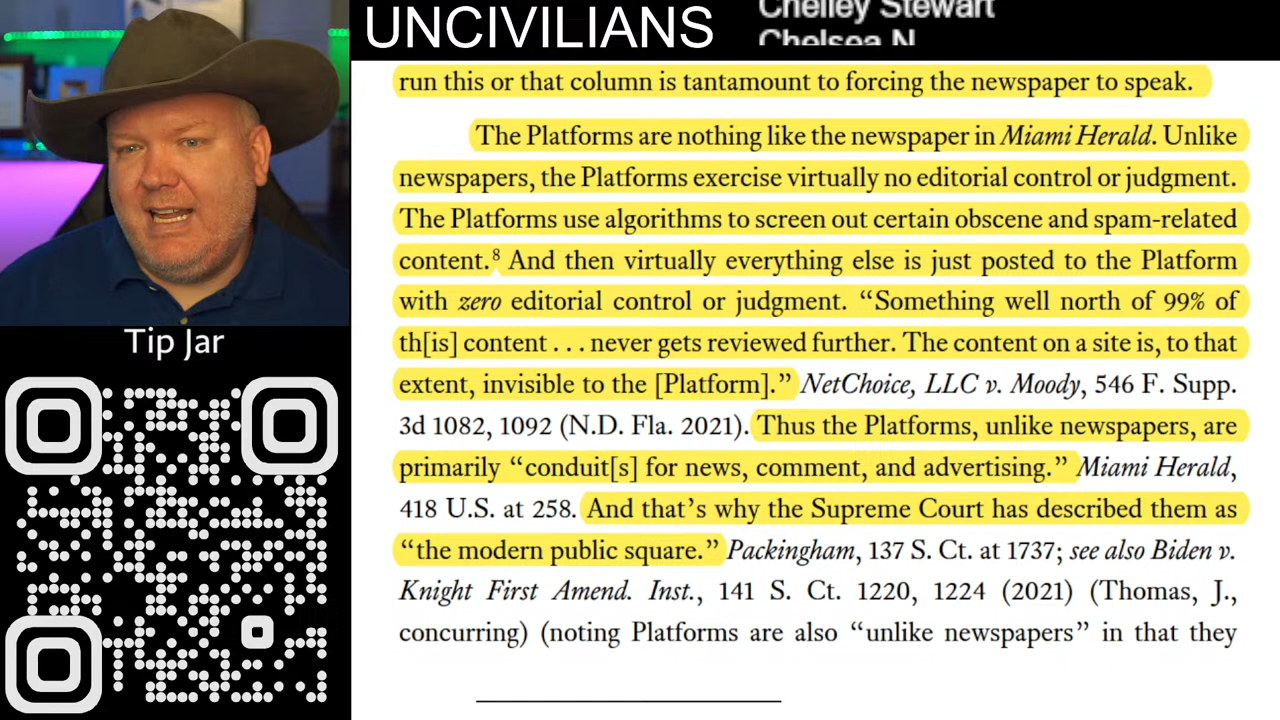 UNCIVILIANS
Chelley Stewart
Chelsea N
Tip Jar
run this or that column is tantamount to forcing the newspaper to speak.
The Platforms are nothing like the newspaper in Miami Herald. Unlike
newspapers, the Platforms exercise virtually no editorial control or judgment.
The Platforms use algorithms to screen out certain obscene and spam-related
content.⁸ And then virtually everything else is just posted to the Platform
with zero editorial control or judgment. “Something well north of 99% of
th[is] content . . . never gets reviewed further. The content on a site is, to that
extent, invisible to the [Platform].” NetChoice, LLC v. Moody, 546 F. Supp.
3d 1082, 1092 (N.D. Fla. 2021). Thus the Platforms, unlike newspapers, are
primarily “conduit[s] for news, comment, and advertising.” Miami Herald,
418 U.S. at 258. And that’s why the Supreme Court has described them as
“the modern public square.” Packingham, 137 S. Ct. at 1737; see also Biden v.
Knight First Amend. Inst., 141 S. Ct. 1220, 1224 (2021) (Thomas, J.,
concurring) (noting Platforms are also “unlike newspapers” in that they